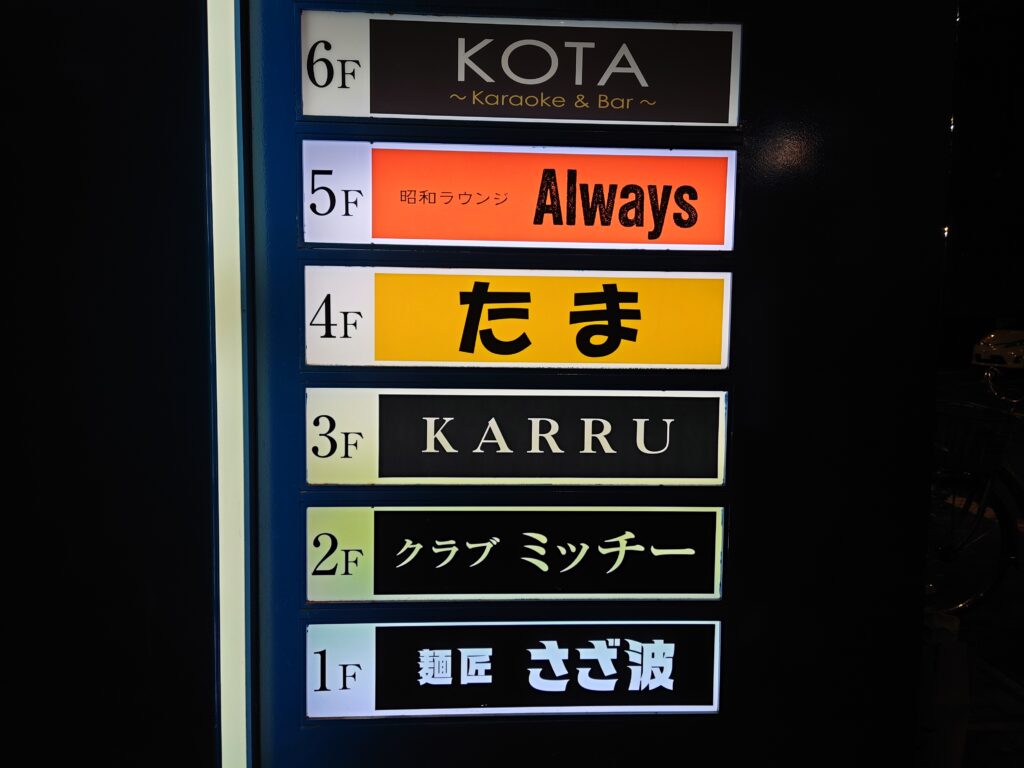 6F KOTA
～Karaoke & Bar～
5F 昭和ラウンジ Always
4F たま
3F KARRU
2F クラブ ミッチー
1F 麺匠 さざ波